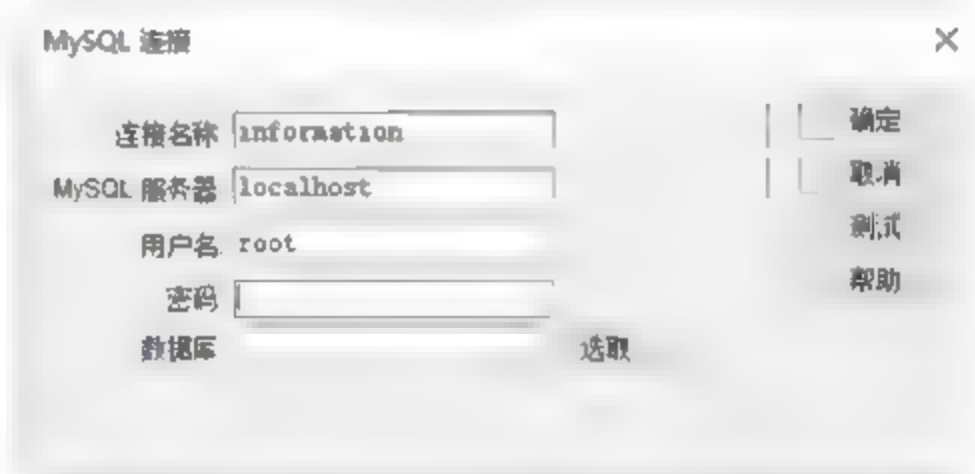 MySQL 连接
连接名称 information
确定
MySQL 服务器 localhost
取消
用户名 root
测试
密码
帮助
数据库
选取